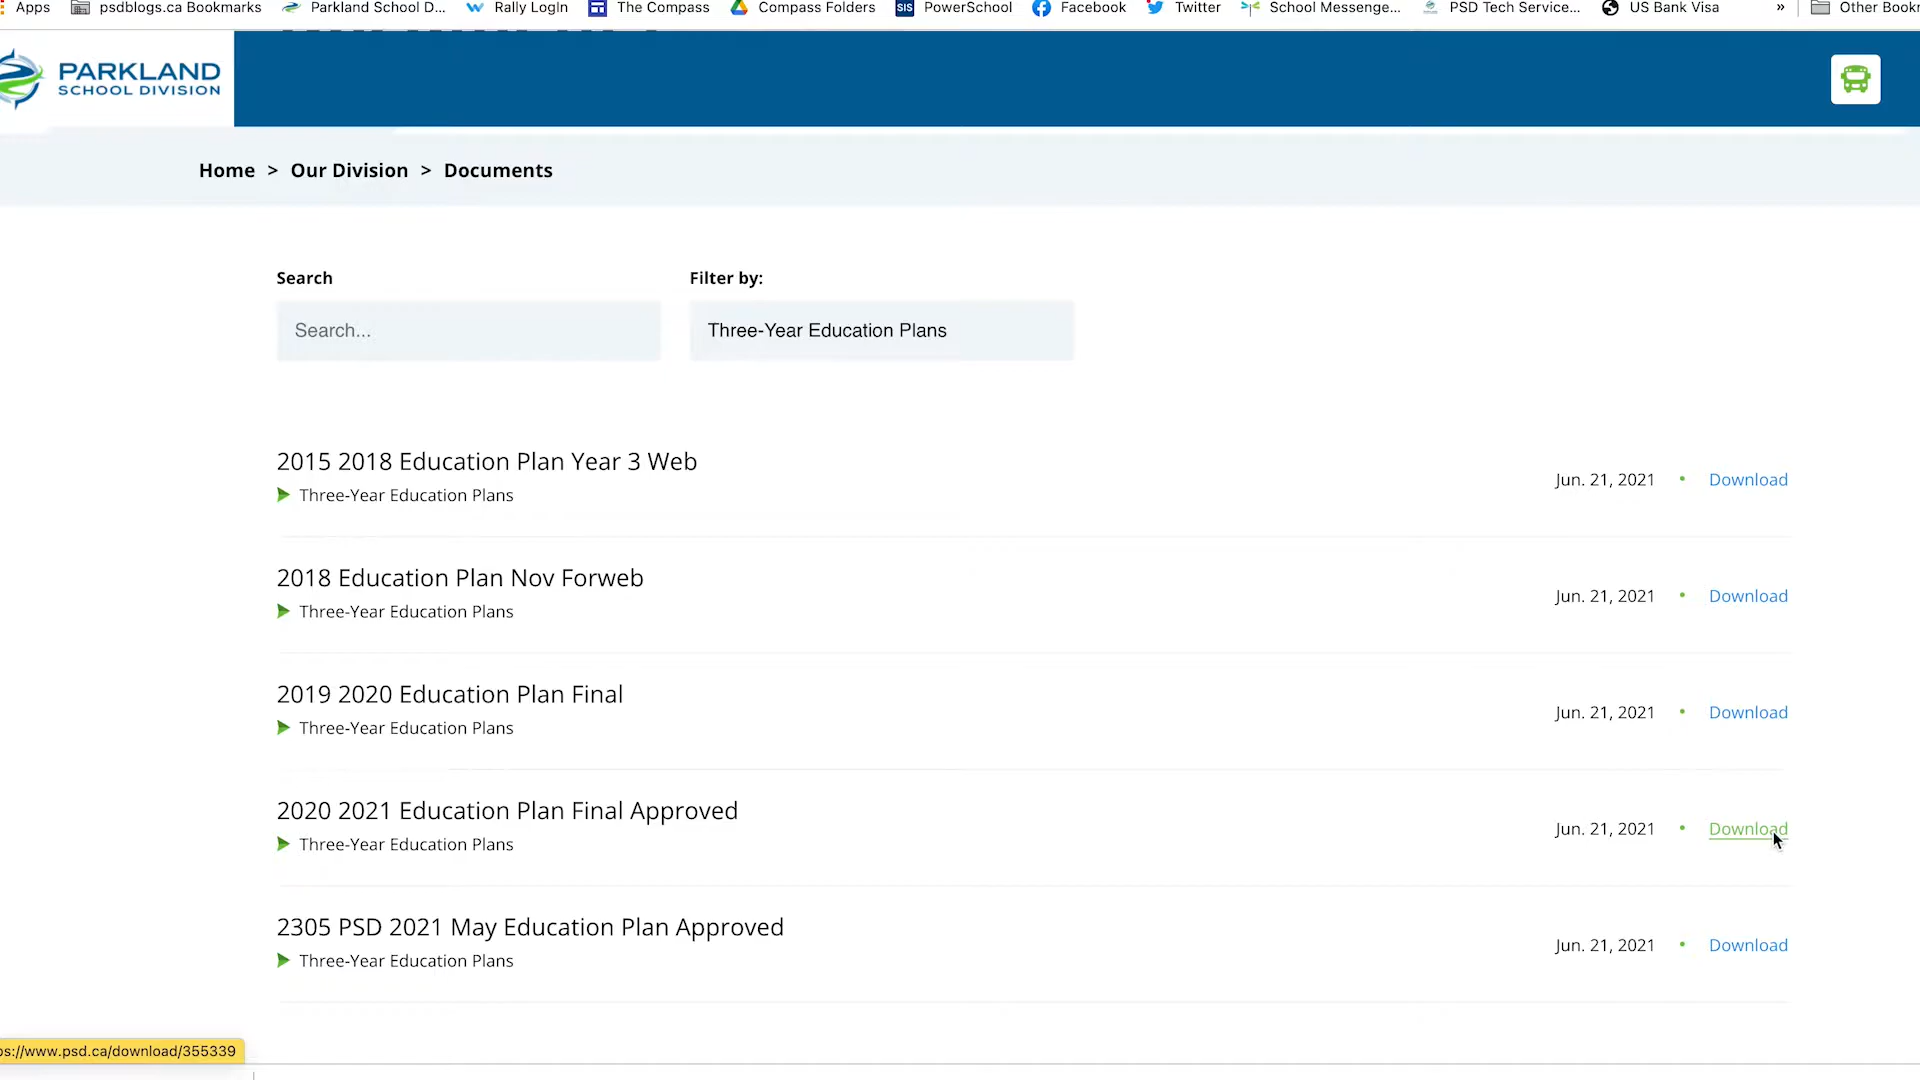 Apps psdblogs.ca Bookmarks Parkland School D... Rally LogIn The Compass Compass Folders SIS PowerSchool Facebook Twitter School Messenge... PSD Tech Service... US Bank Visa » Other Bookr
PARKLAND
SCHOOL DIVISION
Home > Our Division > Documents
Search Filter by:
Search... Three-Year Education Plans
2015 2018 Education Plan Year 3 Web
Three-Year Education Plans
Jun. 21, 2021 • Download
2018 Education Plan Nov Forweb
Three-Year Education Plans
Jun. 21, 2021 • Download
2019 2020 Education Plan Final
Three-Year Education Plans
Jun. 21, 2021 • Download
2020 2021 Education Plan Final Approved
Three-Year Education Plans
Jun. 21, 2021 • Download
2305 PSD 2021 May Education Plan Approved
Three-Year Education Plans
Jun. 21, 2021 • Download
ps://www.psd.ca/download/355339